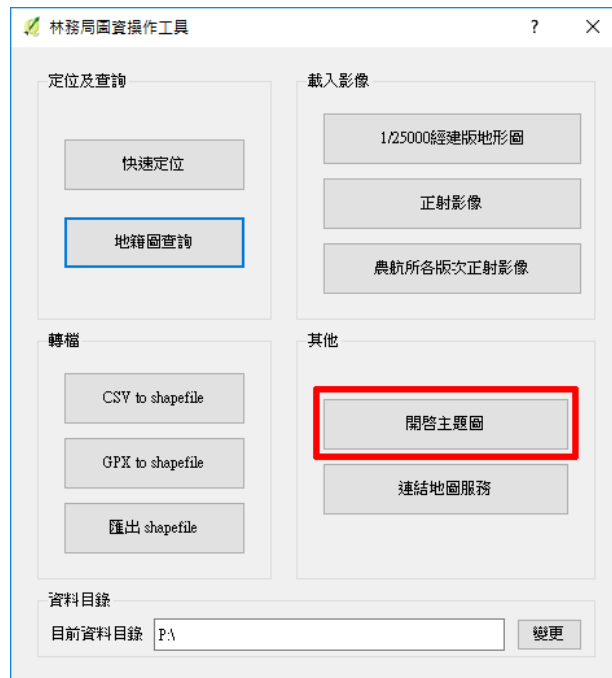 林務局圖資操作工具
?
定位及查詢
快速定位
地籍圖查詢
載入影像
1/25000經建版地形圖
正射影像
農航所各版次正射影像
轉檔
CSV to shapefile
GPX to shapefile
匯出 shapefile
其他
開啓主題圖
連結地圖服務
資料目錄
目前資料目錄 P:\ 變更